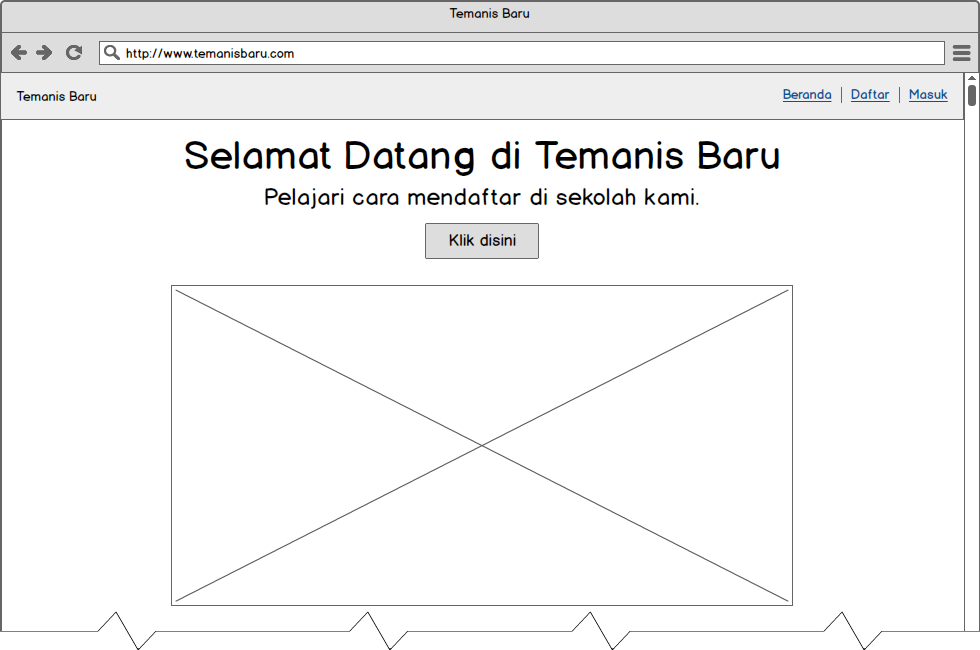 Temanis Baru
http://www.temanisbaru.com
Temanis Baru
Beranda | Daftar | Masuk
Selamat Datang di Temanis Baru
Pelajari cara mendaftar di sekolah kami.
Klik disini